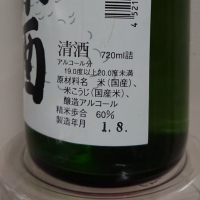 酒
清酒 720ml詰
アルコール分
19.0度以上20.0度未満
原材料名 米(国産)、
米こうじ(国産米)、
醸造アルコール
精米歩合 60%
製造年月 1.8.
4521